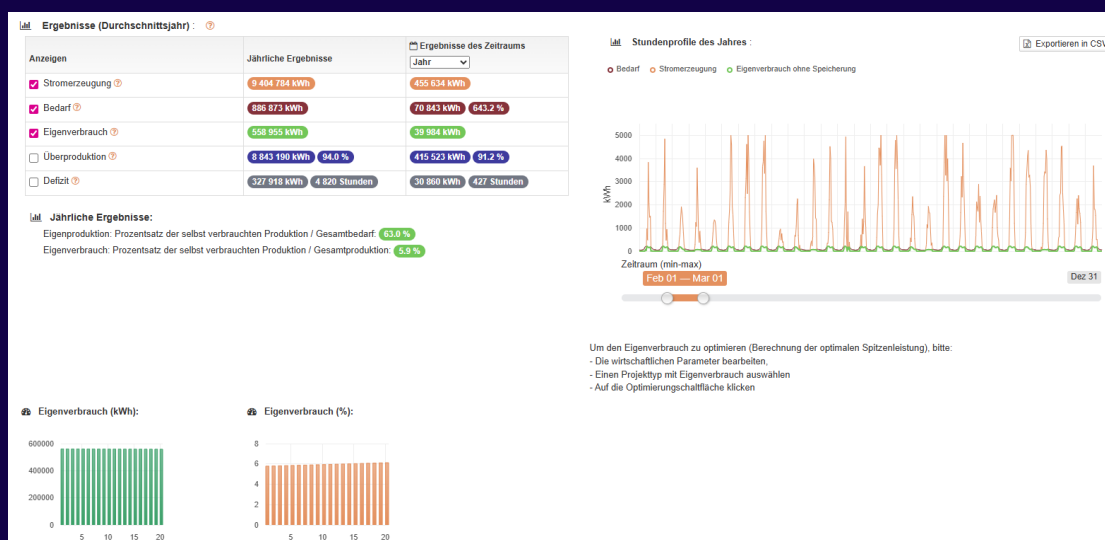 Ergebnisse (Durchschnittsjahr) :
Anzeigen
Jährliche Ergebnisse
Ergebnisse des Zeitraums
Jahr
Stromerzeugung
9 404 784 kWh
455 634 kWh
Bedarf
886 873 kWh
70 843 kWh 643.2 %
Eigenverbrauch
558 955 kWh
39 984 kWh
Überproduktion
8 843 190 kWh 94.0 %
415 523 kWh 91.2 %
Defizit
327 918 kWh 4 820 Stunden
30 860 kWh 427 Stunden
Jährliche Ergebnisse:
Eigenproduktion: Prozentsatz der selbst verbrauchten Produktion / Gesamtbedarf: 63.0 %
Eigenverbrauch: Prozentsatz der selbst verbrauchten Produktion / Gesamtproduktion: 5.9 %
Stundenprofile des Jahres :
Exportieren in CSV
Bedarf Stromerzeugung Eigenverbrauch ohne Speicherung
kWh
5000
4000
3000
2000
1000
0
Zeitraum (min-max)
Feb 01 — Mar 01
Dez 31
Um den Eigenverbrauch zu optimieren (Berechnung der optimalen Spitzenleistung), bitte:
- Die wirtschaftlichen Parameter bearbeiten,
- Einen Projekttyp mit Eigenverbrauch auswählen
- Auf die Optimierungschaltfläche klicken
Eigenverbrauch (kWh):
600000
400000
200000
0
5 10 15 20
Eigenverbrauch (%):
8
6
4
2
0
5 10 15 20